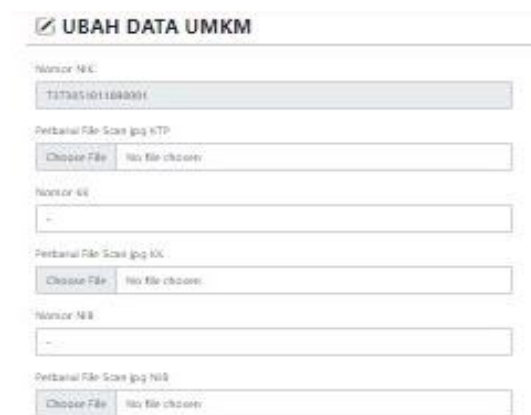 UBAH DATA UMKM
Nomor NIK
Perbarui File Scan jpg KTP
Choose File No file chosen
Nomor KK
-
Perbarui File Scan jpg KK
Choose File No file chosen
Nomor NIB
-
Perbarui File Scan jpg NIB
Choose File No file chosen